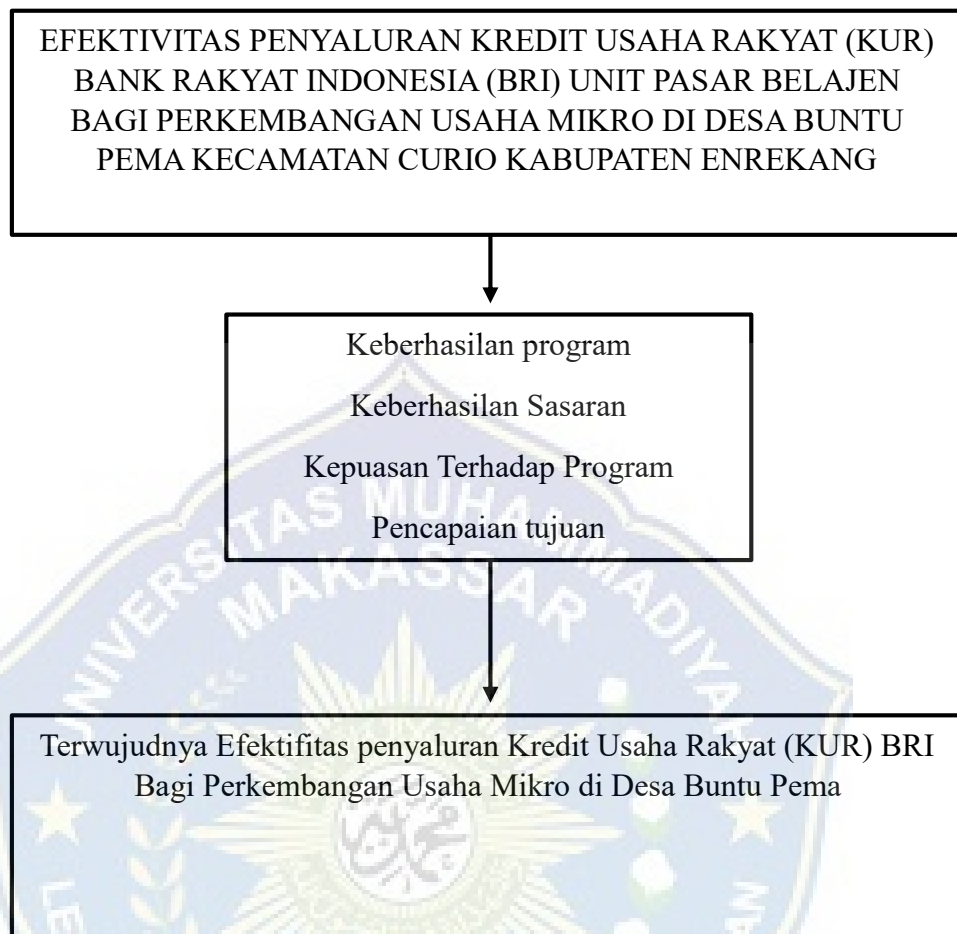 EFEKTIVITAS PENYALURAN KREDIT USAHA RAKYAT (KUR)
BANK RAKYAT INDONESIA (BRI) UNIT PASAR BELAJEN
BAGI PERKEMBANGAN USAHA MIKRO DI DESA BUNTU
PEMA KECAMATAN CURIO KABUPATEN ENREKANG
Keberhasilan program
Keberhasilan Sasaran
Kepuasan Terhadap Program
Pencapaian tujuan
UNIVERSITAS MUHAMMADIYAH
MAKASSAR
Terwujudnya Efektifitas penyaluran Kredit Usaha Rakyat (KUR) BRI
Bagi Perkembangan Usaha Mikro di Desa Buntu Pema